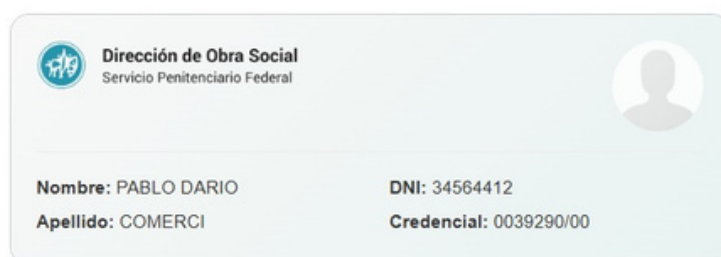 Dirección de Obra Social
Servicio Penitenciario Federal
Nombre: PABLO DARIO
DNI: 34564412
Apellido: COMERCI
Credencial: 0039290/00